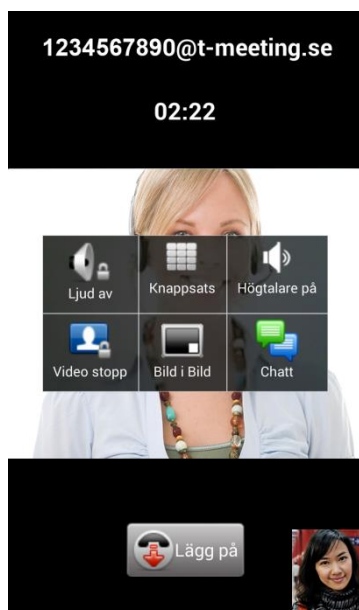 1234567890@t-meeting.se
02:22
Ljud av
Knappsats
Högtalare på
Video stopp
Bild i Bild
Chatt
Lägg på